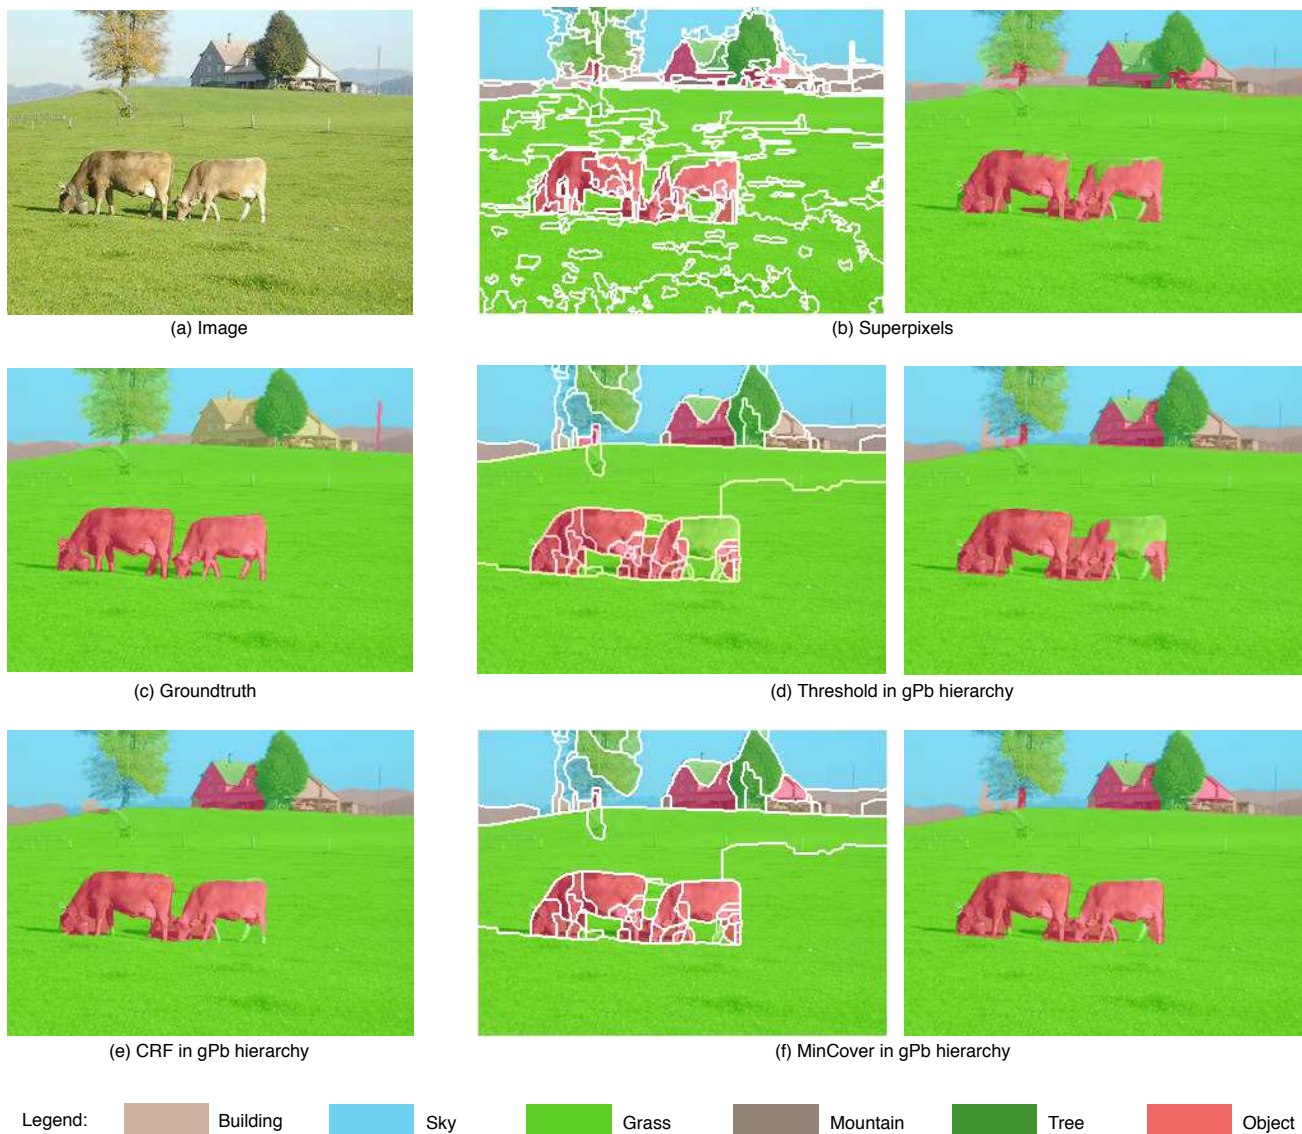 (a) Image
(b) Superpixels
(c) Groundtruth
(d) Threshold in gPb hierarchy
(e) CRF in gPb hierarchy
(f) MinCover in gPb hierarchy
Legend: Building Sky Grass Mountain Tree Object